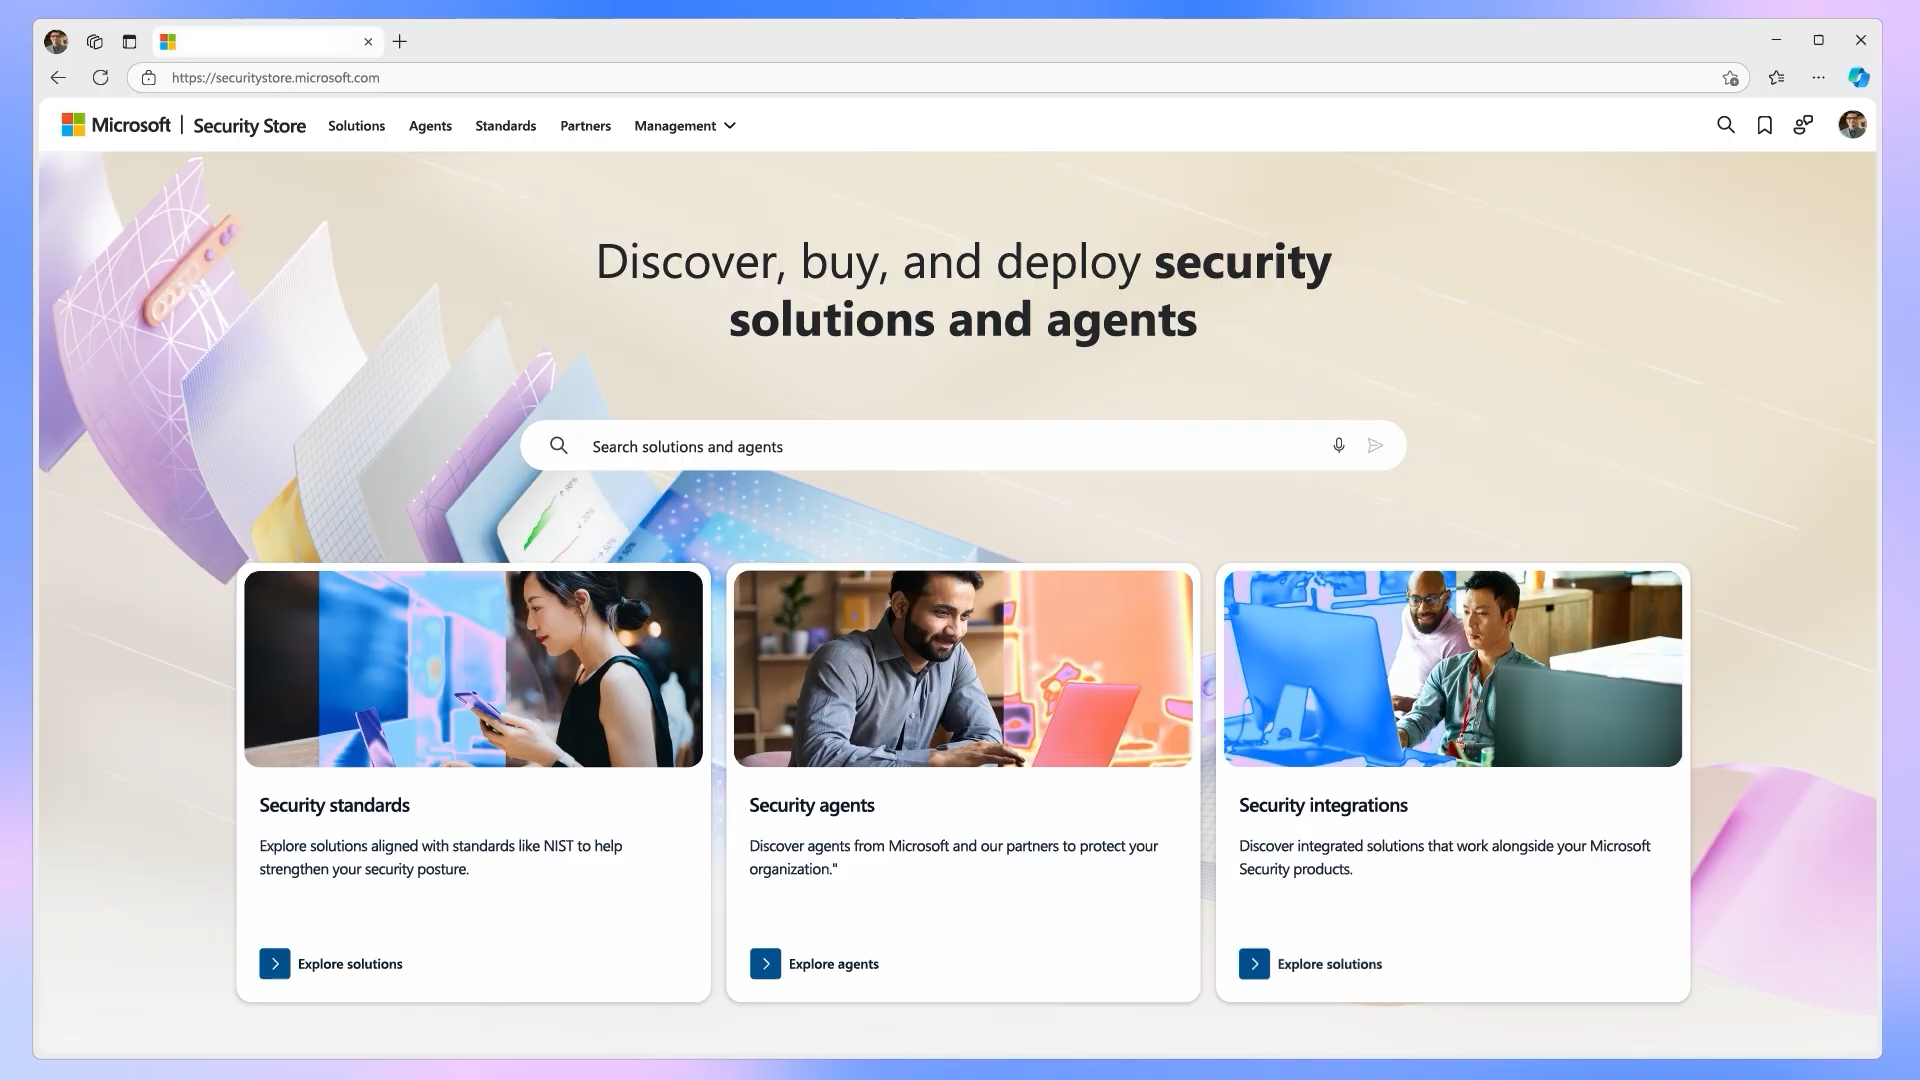 https://securitystore.microsoft.com
Microsoft | Security Store Solutions Agents Standards Partners Management
Discover, buy, and deploy security
solutions and agents
Search solutions and agents
Security standards
Explore solutions aligned with standards like NIST to help
strengthen your security posture.
Explore solutions
Security agents
Discover agents from Microsoft and our partners to protect your
organization."
Explore agents
Security integrations
Discover integrated solutions that work alongside your Microsoft
Security products.
Explore solutions